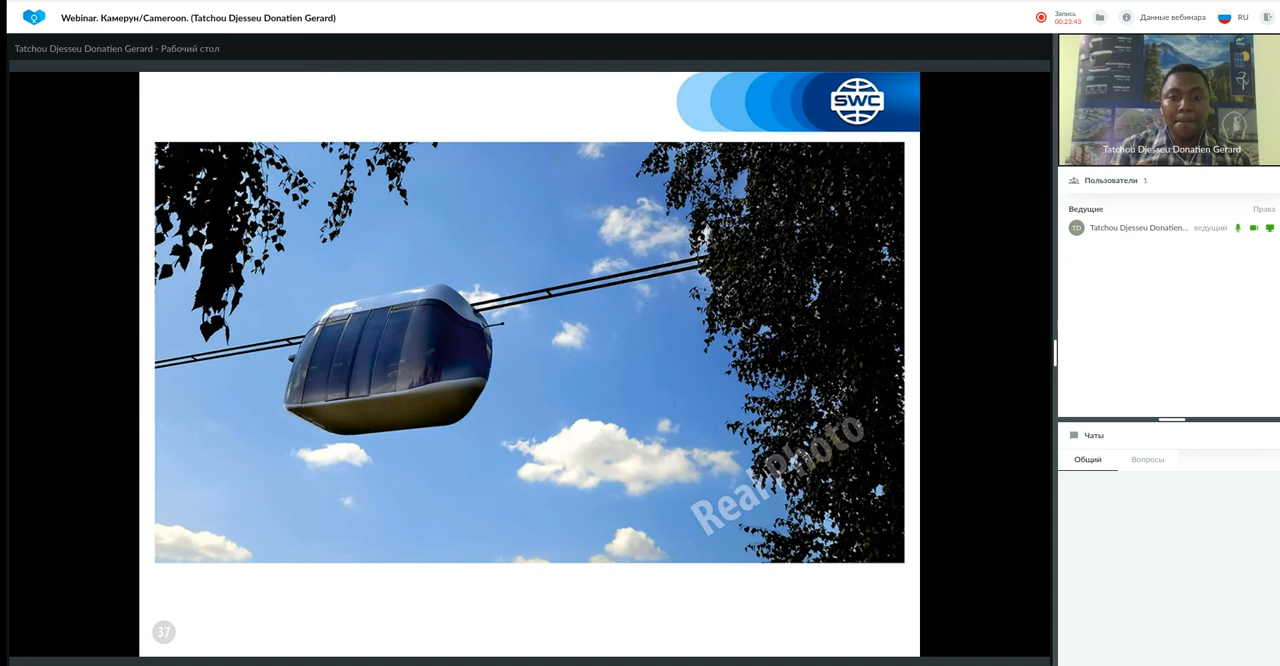 Webinar. Камерун/Cameroon. (Tatchou Djesseu Donatien Gerard)
Запись
00:23:43
Данные вебинара
RU
Tatchou Djesseu Donatien Gerard - Рабочий стол
SWC
Real Photo
37
Tatchou Djesseu Donatien Gerard
Пользователи 1
Ведущие Права
TD Tatchou Djesseu Donatien... ведущий
Чаты
Общий Вопросы